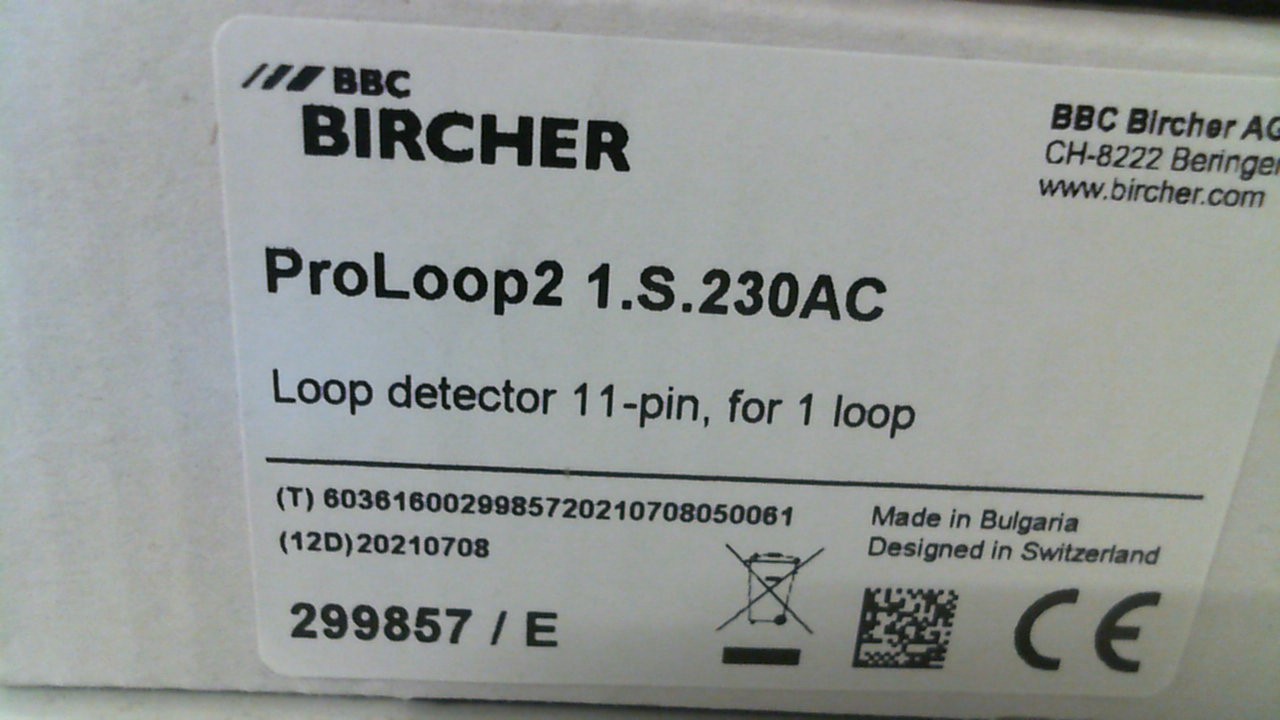 BBC
BIRCHER
BBC Bircher AG
CH-8222 Beringen
www.bircher.com
ProLoop2 1.S.230AC
Loop detector 11-pin, for 1 loop
(T) 6036160029985720210708050061
(12D)20210708
Made in Bulgaria
Designed in Switzerland
299857 / E
CE